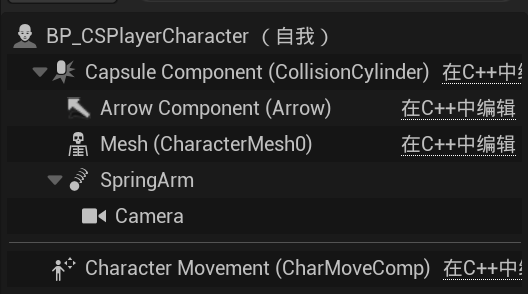 BP_CSPlayerCharacter （自我）
Capsule Component (CollisionCylinder) 在C++中编
Arrow Component (Arrow) 在C++中编辑
Mesh (CharacterMesh0) 在C++中编辑
SpringArm
Camera
Character Movement (CharMoveComp) 在C++中编